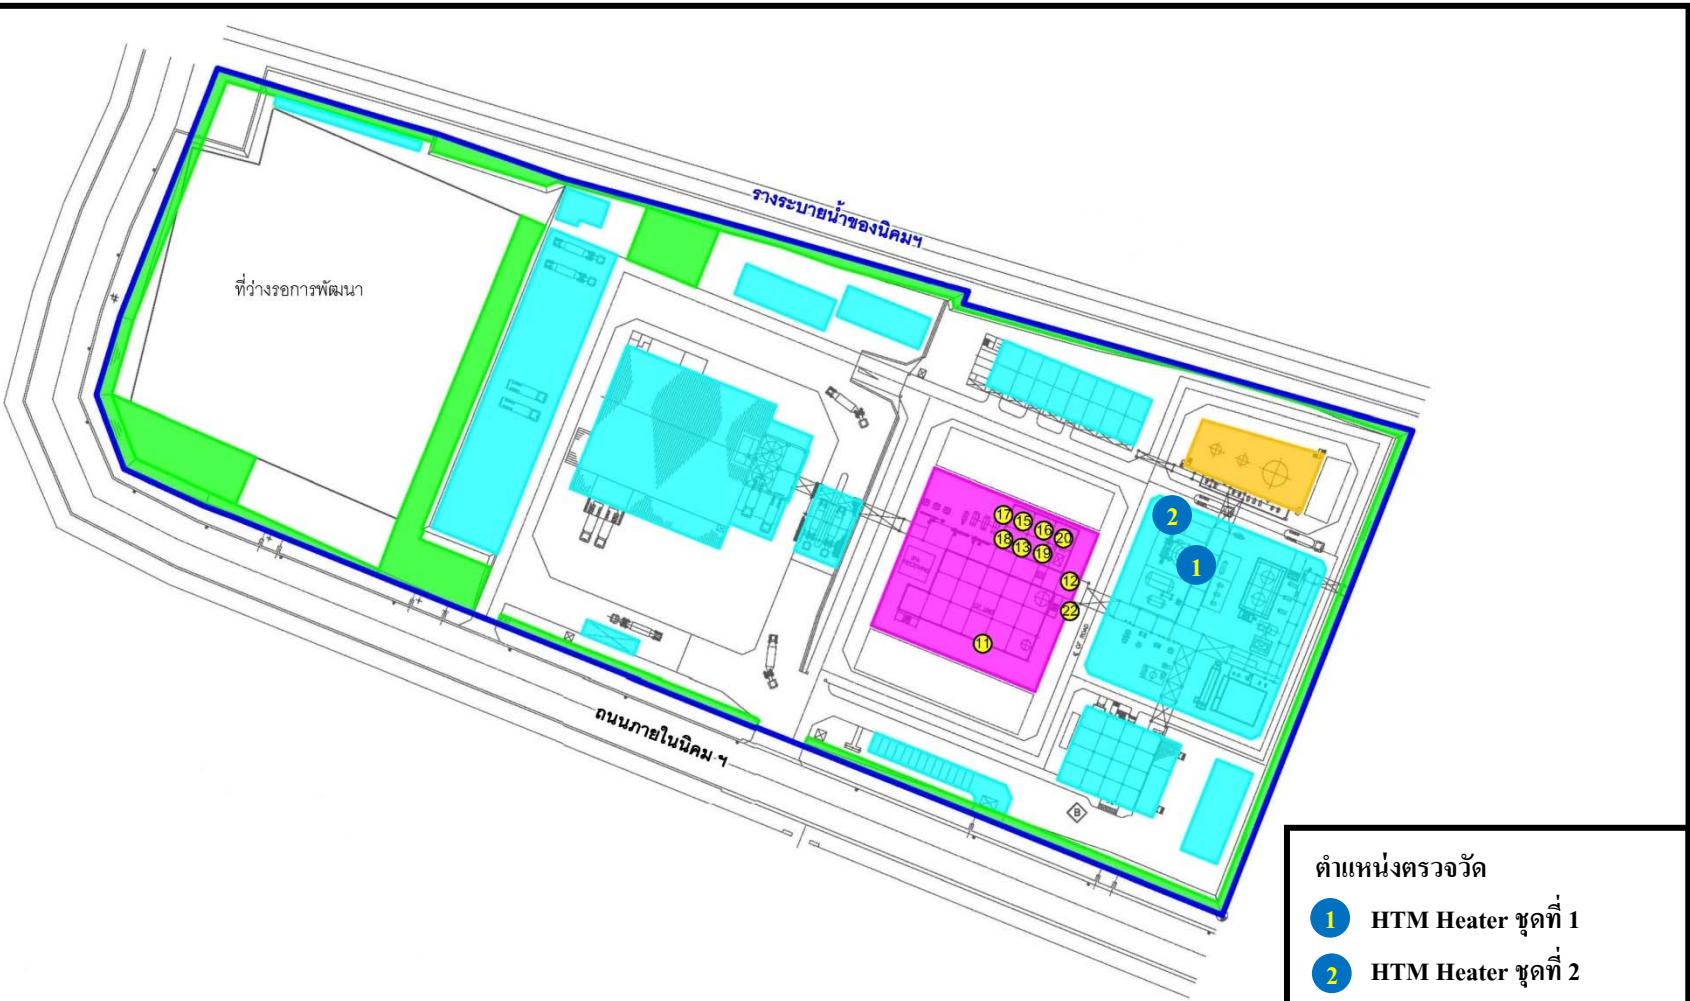 รางระบายน้ำของนิคมฯ
ที่ว่างรอการพัฒนา
17
15
16
20
18
13
19
12
22
11
2
1
¢ OF ROAD
ถนนภายในนิคม ฯ
B
ตำแหน่งตรวจวัด
1 HTM Heater ชุดที่ 1
2 HTM Heater ชุดที่ 2